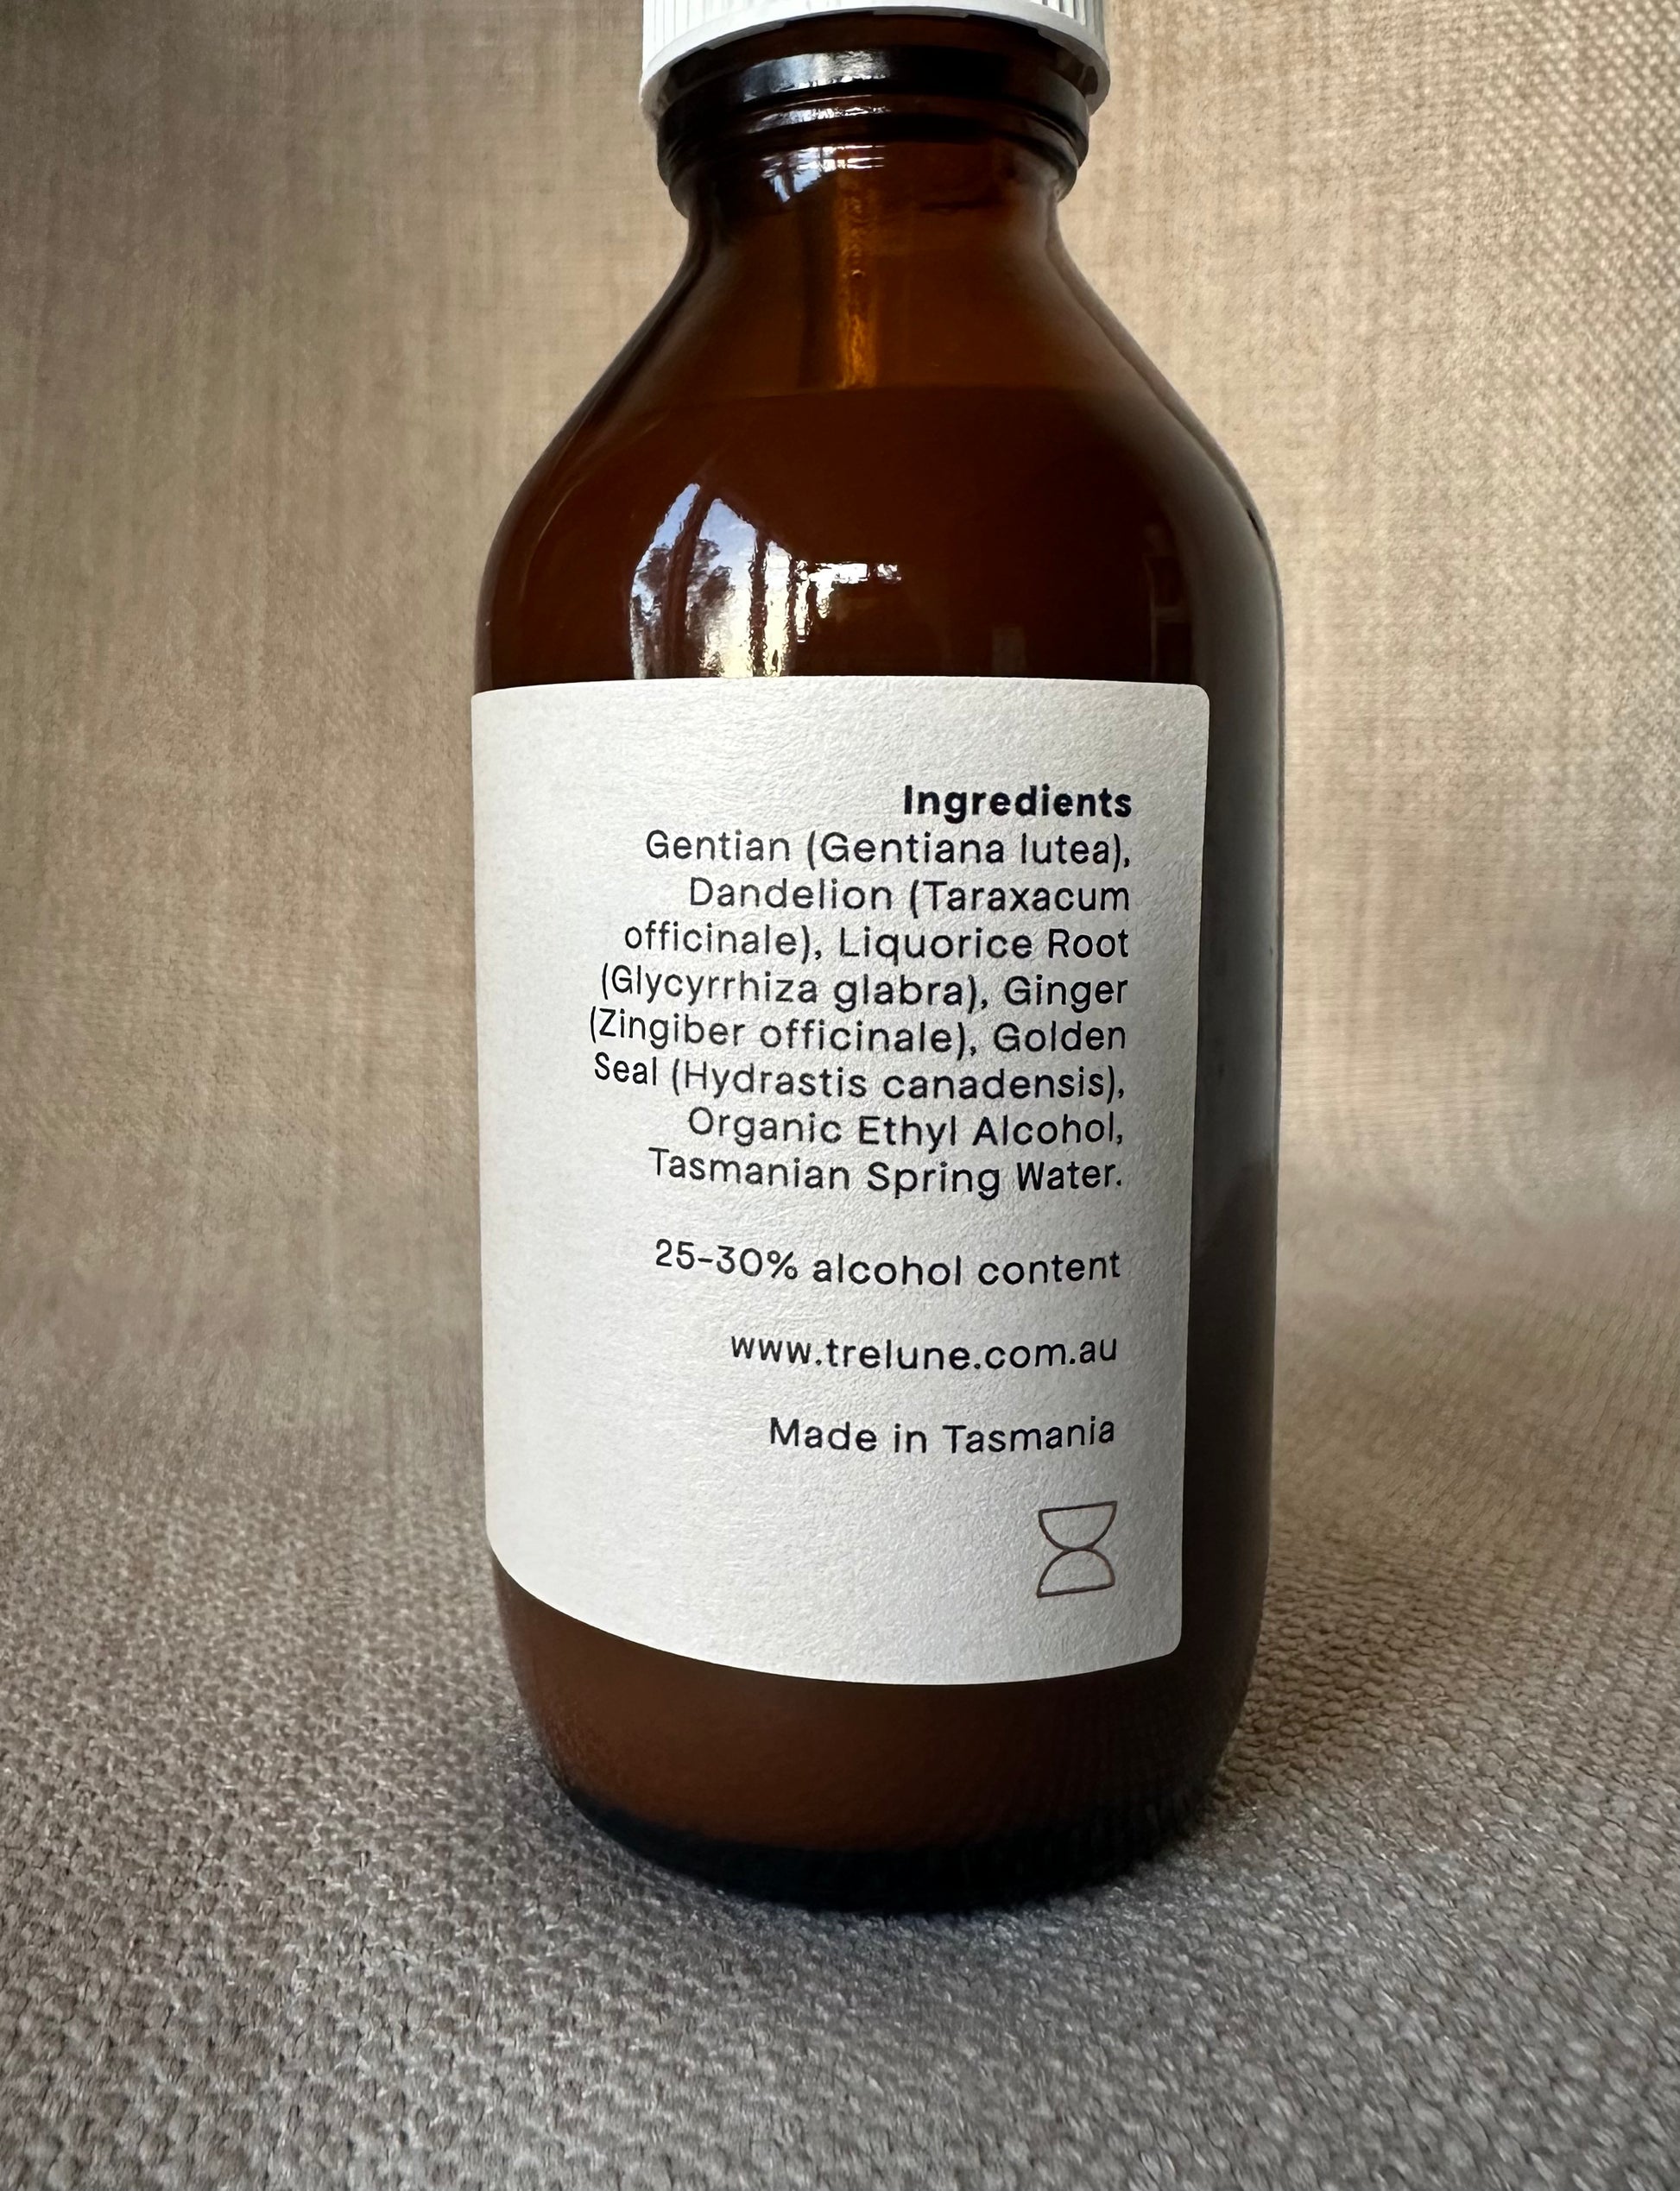 Ingredients
Gentian (Gentiana lutea),
Dandelion (Taraxacum
officinale), Liquorice Root
(Glycyrrhiza glabra), Ginger
(Zingiber officinale), Golden
Seal (Hydrastis canadensis),
Organic Ethyl Alcohol,
Tasmanian Spring Water.
25-30% alcohol content
www.trelune.com.au
Made in Tasmania